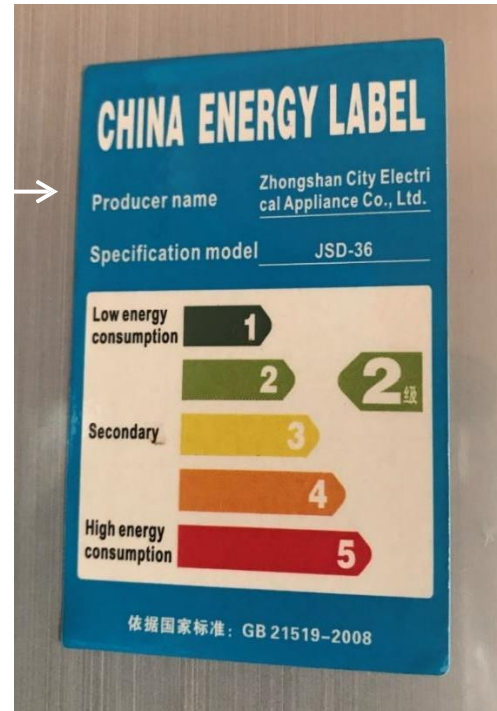 CHINA ENERGY LABEL
Producer name
Zhongshan City Electri
cal Appliance Co., Ltd.
Specification model
JSD-36
Low energy
consumption
1
2
2级
Secondary
3
4
High energy
consumption
5
依据国家标准：GB 21519-2008